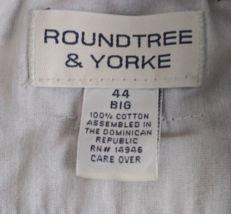 ROUNDTREE
& YORKE
44
BIG
100% COTTON
ASSEMBLED IN
THE DOMINICAN
REPUBLIC
RN# 14946
CARE OVER